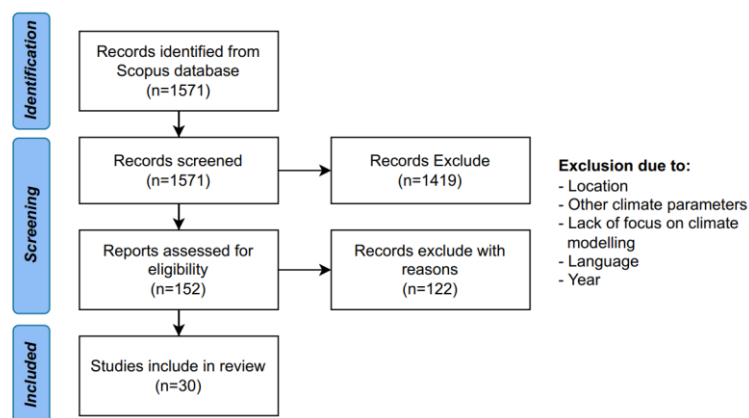 Identification
Records identified from
Scopus database
(n=1571)
Screening
Records screened
(n=1571)
Records Exclude
(n=1419)
Exclusion due to:
- Location
- Other climate parameters
- Lack of focus on climate
modelling
- Language
- Year
Reports assessed for
eligibility
(n=152)
Records exclude with
reasons
(n=122)
Included
Studies include in review
(n=30)